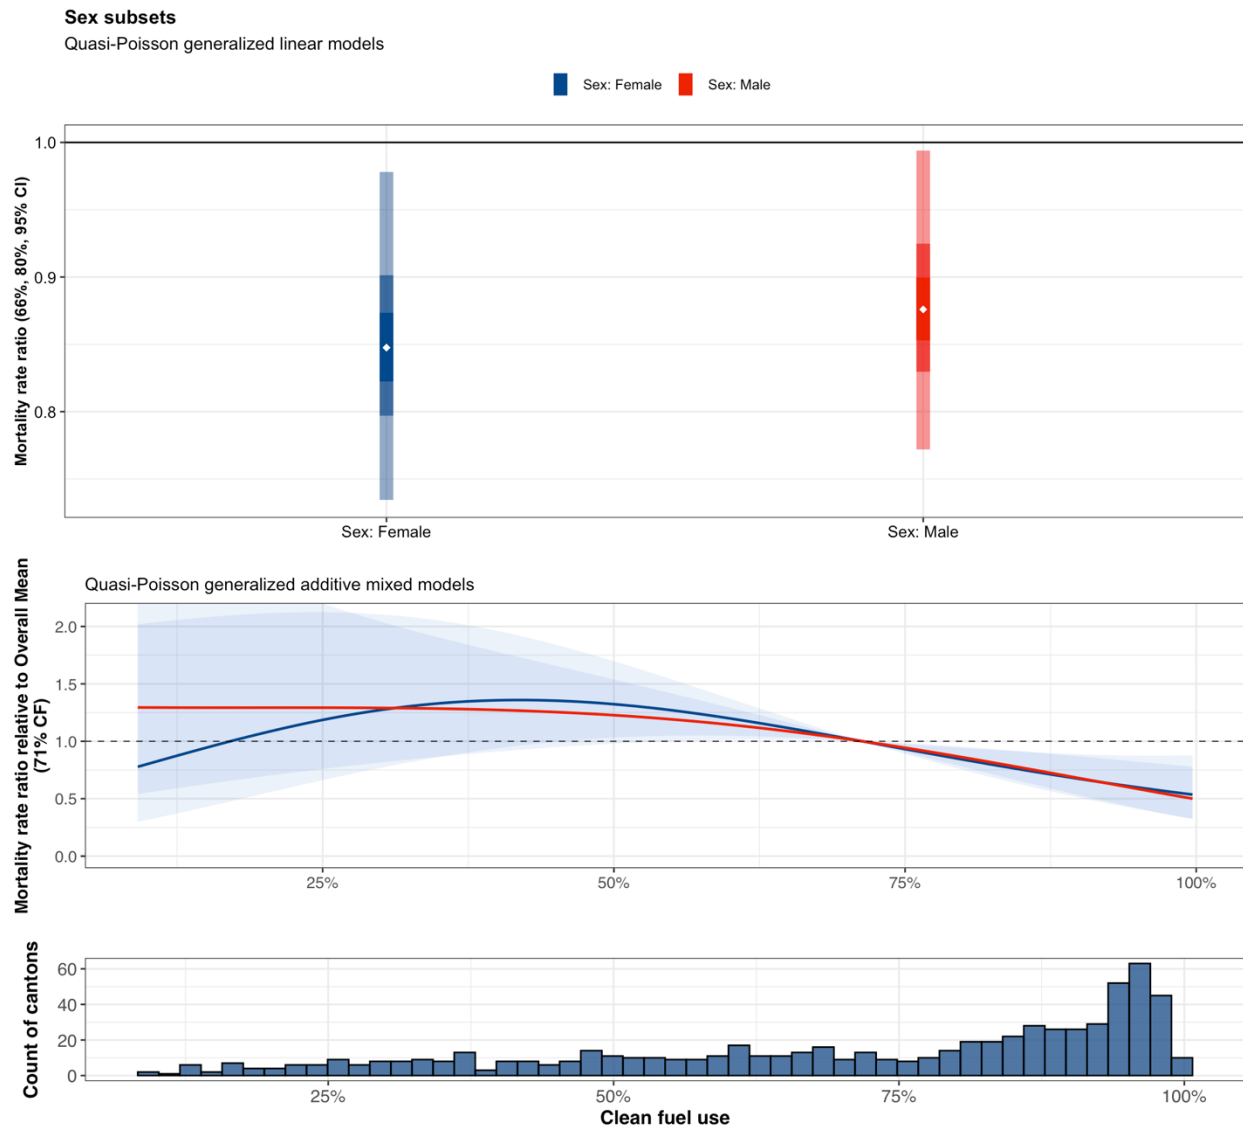 Sex subsets
Quasi-Poisson generalized linear models
Sex: Female
Sex: Male
Mortality rate ratio (66%, 80%, 95% CI)
1.0
0.9
0.8
Sex: Female
Sex: Male
Quasi-Poisson generalized additive mixed models
Mortality rate ratio relative to Overall Mean
(71% CF)
2.0
1.5
1.0
0.5
0.0
25%
50%
75%
100%
Count of cantons
60
40
20
0
25%
50%
75%
100%
Clean fuel use